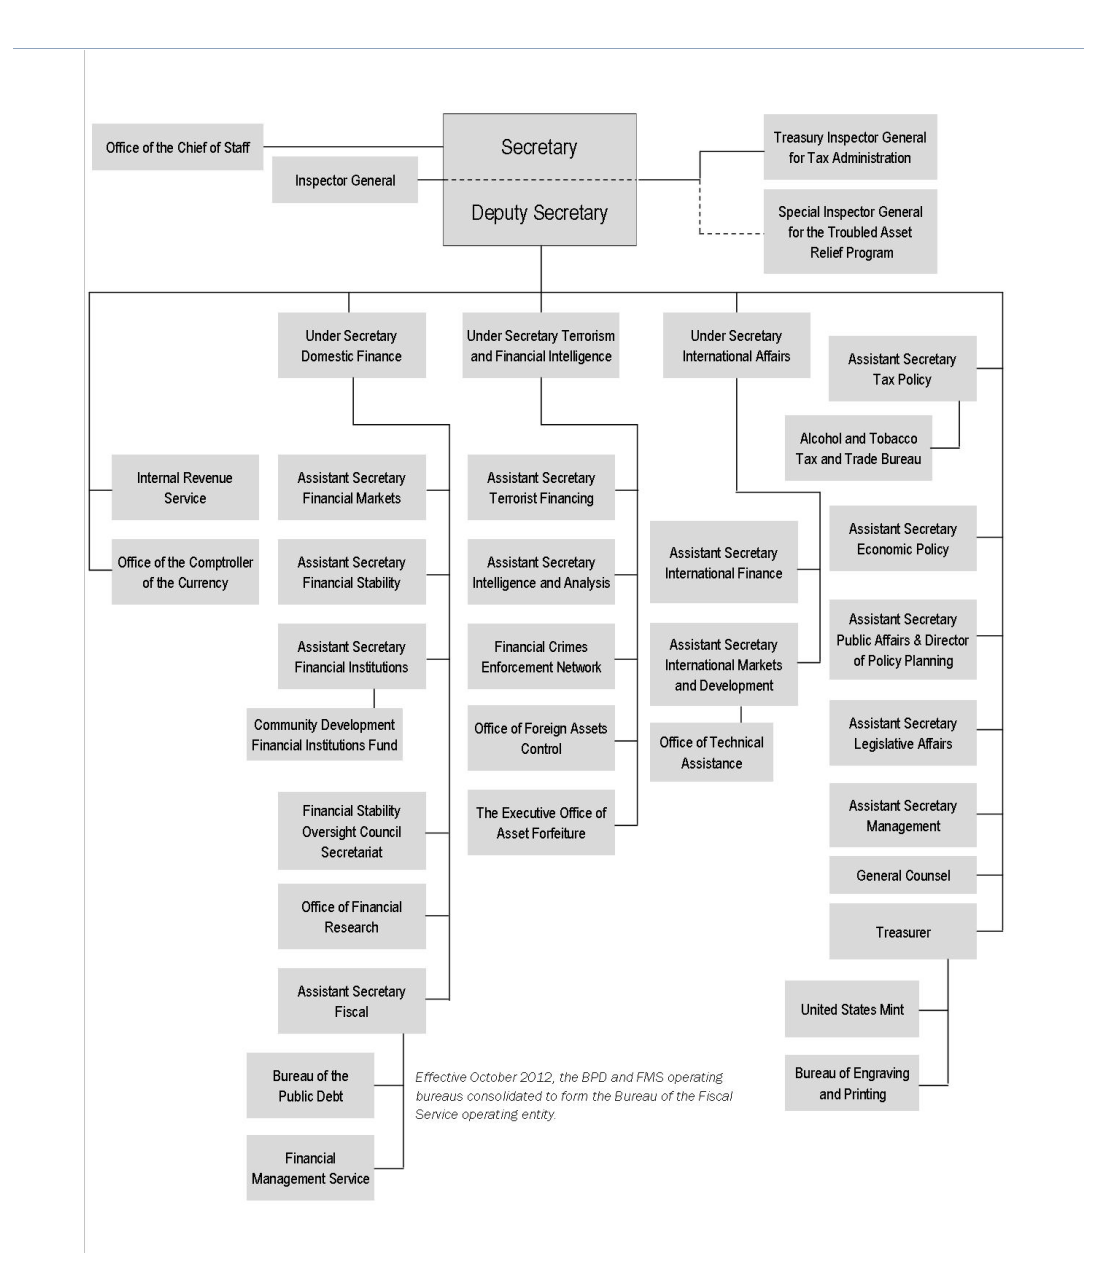 Office of the Chief of Staff
Inspector General
Secretary
Deputy Secretary
Treasury Inspector General
for Tax Administration
Special Inspector General
for the Troubled Asset
Relief Program
Under Secretary
Domestic Finance
Under Secretary Terrorism
and Financial Intelligence
Under Secretary
International Affairs
Assistant Secretary
Tax Policy
Alcohol and Tobacco
Tax and Trade Bureau
Internal Revenue
Service
Office of the Comptroller
of the Currency
Assistant Secretary
Financial Markets
Assistant Secretary
Financial Stability
Assistant Secretary
Financial Institutions
Community Development
Financial Institutions Fund
Financial Stability
Oversight Council
Secretariat
Office of Financial
Research
Assistant Secretary
Fiscal
Bureau of the
Public Debt
Financial
Management Service
Assistant Secretary
Terrorist Financing
Assistant Secretary
Intelligence and Analysis
Financial Crimes
Enforcement Network
Office of Foreign Assets
Control
The Executive Office of
Asset Forfeiture
Assistant Secretary
International Finance
Assistant Secretary
International Markets
and Development
Office of Technical
Assistance
Assistant Secretary
Economic Policy
Assistant Secretary
Public Affairs & Director
of Policy Planning
Assistant Secretary
Legislative Affairs
Assistant Secretary
Management
General Counsel
Treasurer
United States Mint
Bureau of Engraving
and Printing
Effective October 2012, the BPD and FMS operating
bureaus consolidated to form the Bureau of the Fiscal
Service operating entity.